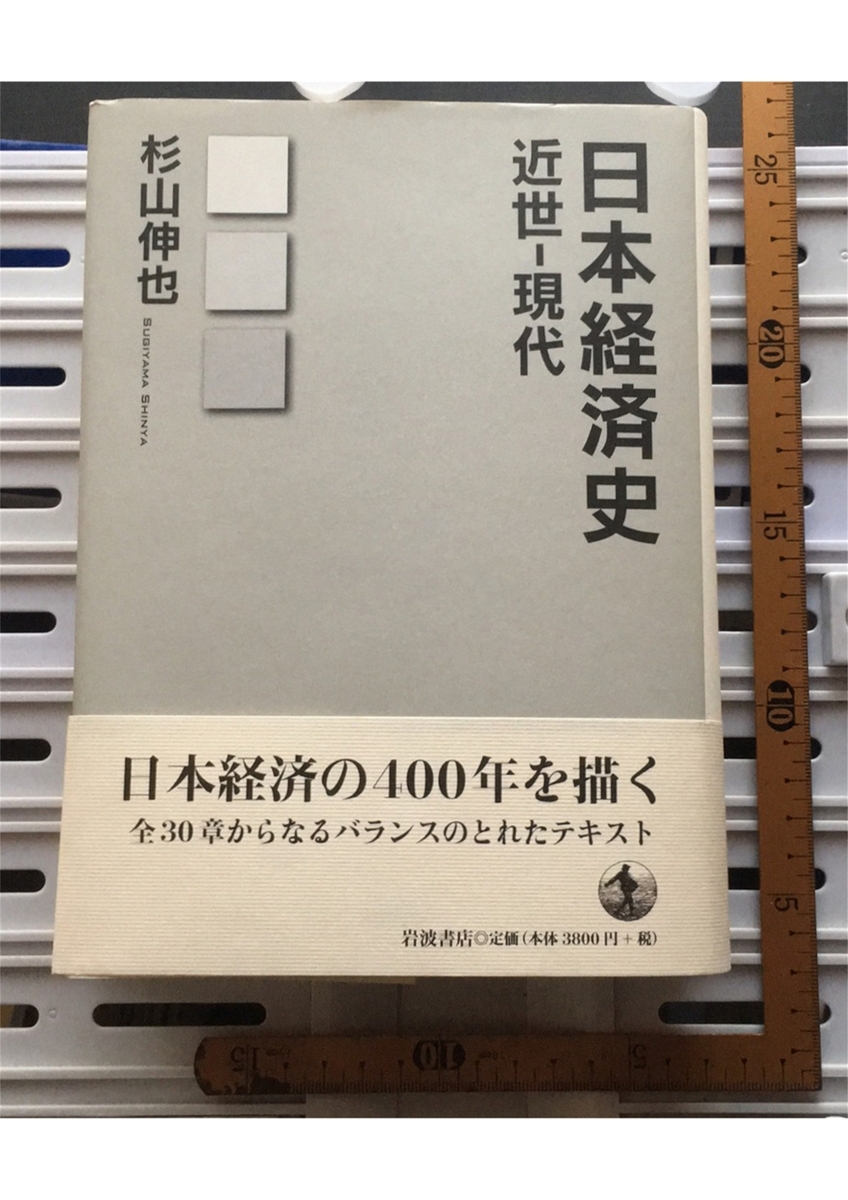 日本経済史
近世-現代
杉山伸也
SUGIYAMA SHINYA
日本経済の400年を描く
全30章からなるバランスのとれたテキスト
岩波書店◎定価(本体3800円+税)
25
20
15
10
5
15
10
5